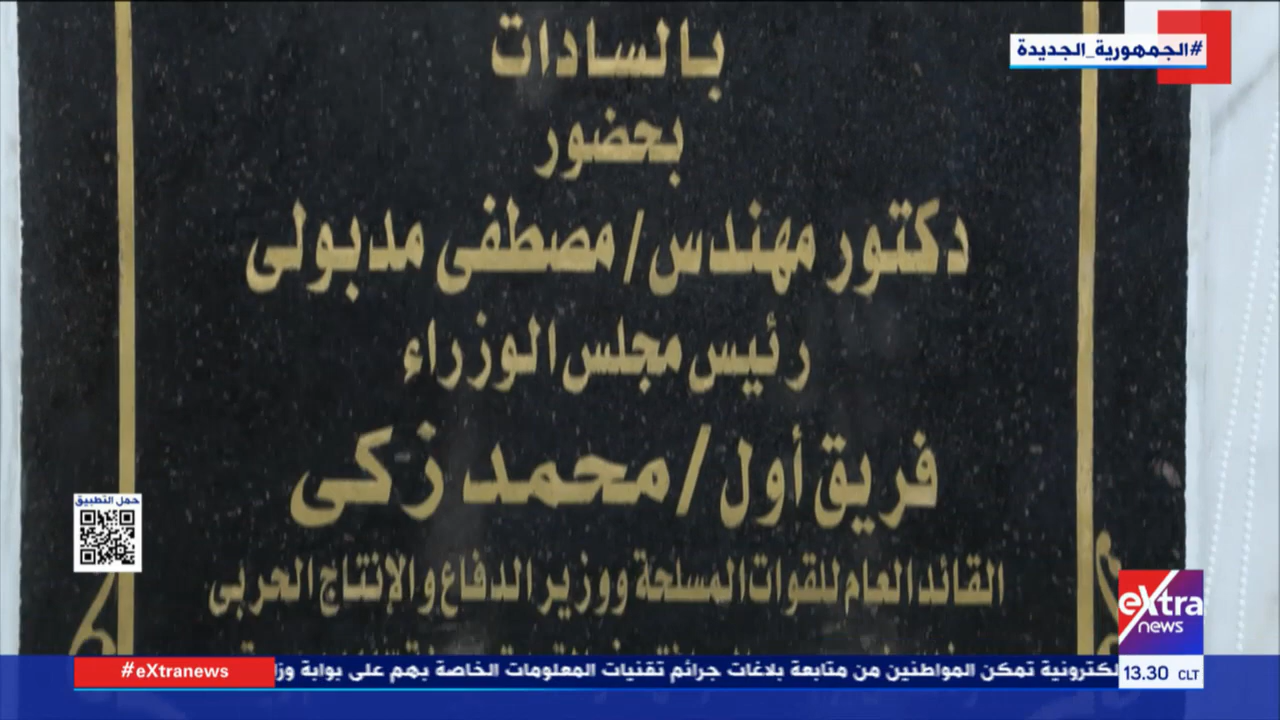 #الجمهورية_الجديدة
بالسادات
بحضور
دكتور مهندس / مصطفى مدبولى
رئيس مجلس الوزراء
فريق أول / محمد زكى
القائد العام للقوات المسلحة ووزير الدفاع والإنتاج الحربى
حمل التطبيق
eXtra
news
#eXtranews
لكترونية تمكن المواطنين من متابعة بلاغات جرائم تقنيات المعلومات الخاصة بهم على بوابة وزا
13.30 CLT